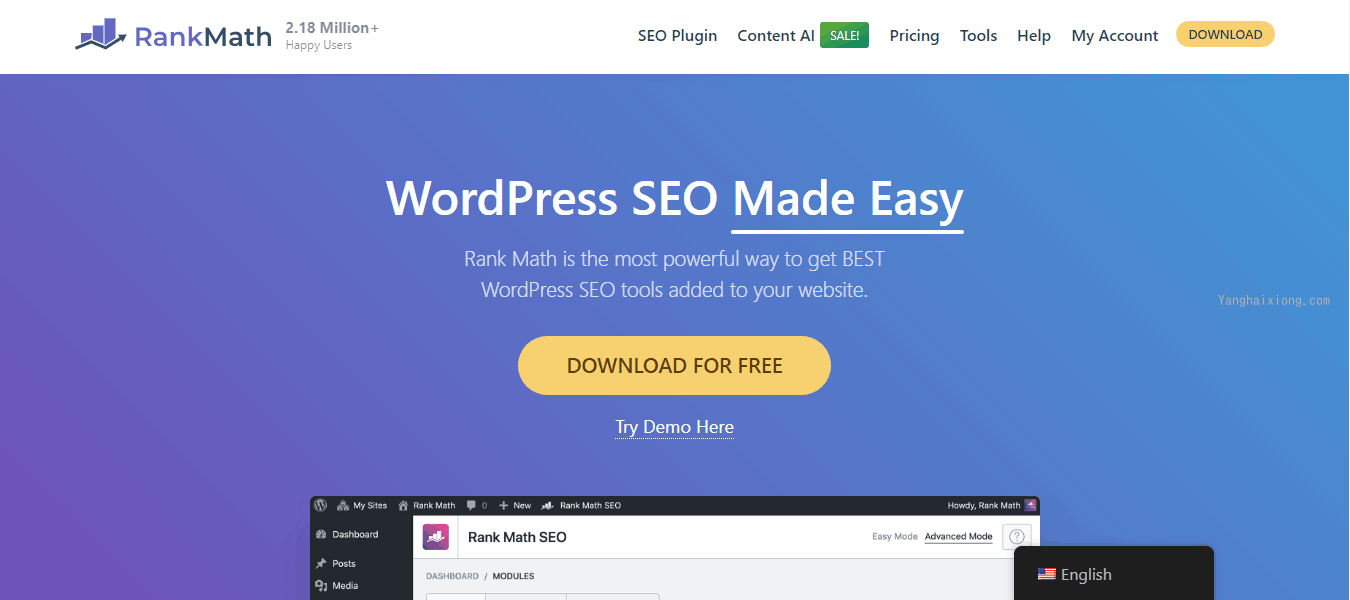 RankMath
2.18 Million+
Happy Users
SEO Plugin
Content AI
SALE!
Pricing
Tools
Help
My Account
DOWNLOAD
WordPress SEO Made Easy
Rank Math is the most powerful way to get BEST
WordPress SEO tools added to your website.
Yanghaixiong.com
DOWNLOAD FOR FREE
Try Demo Here
My Sites
Rank Math
0
New
Rank Math SEO
Howdy, Rank Math
Dashboard
Posts
Media
Rank Math SEO
Easy Mode
Advanced Mode
?
DASHBOARD / MODULES
English